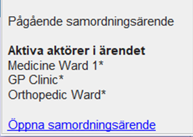 Pågående samordningsärende
Aktiva aktörer i ärendet
Medicine Ward 1*
GP Clinic*
Orthopedic Ward*
Öppna samordningsärende